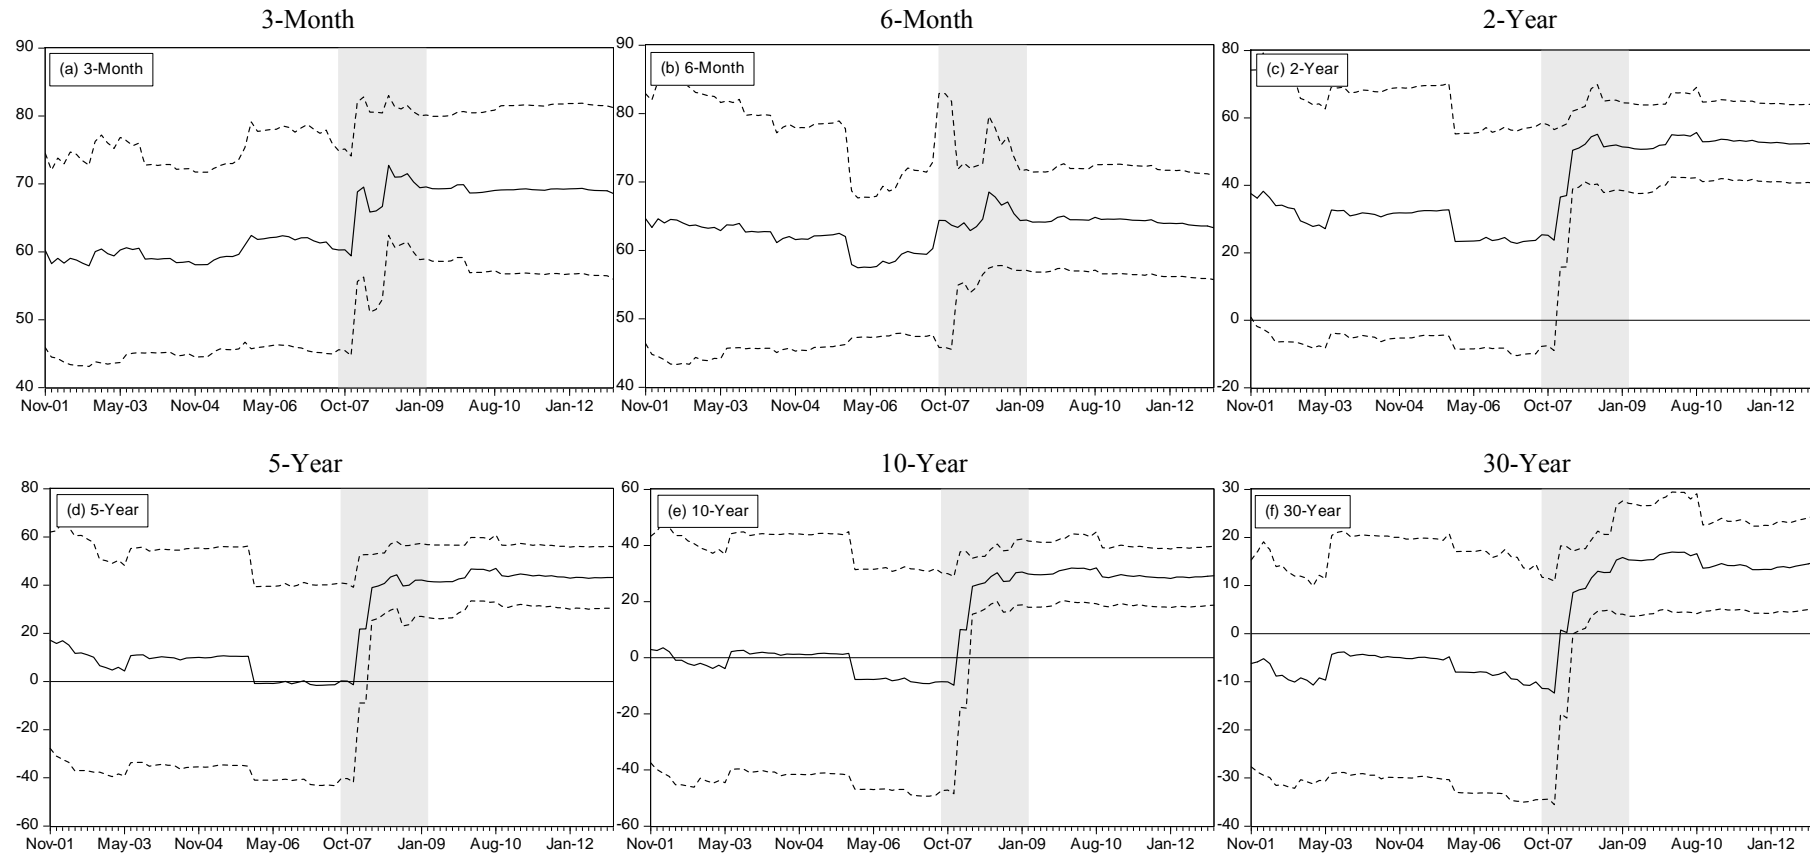 3-Month
6-Month
2-Year
90
80
70
60
50
40
(a) 3-Month
Nov-01 May-03 Nov-04 May-06 Oct-07 Jan-09 Aug-10 Jan-12
90
80
70
60
50
40
(b) 6-Month
Nov-01 May-03 Nov-04 May-06 Oct-07 Jan-09 Aug-10 Jan-12
80
60
40
20
0
-20
(c) 2-Year
Nov-01 May-03 Nov-04 May-06 Oct-07 Jan-09 Aug-10 Jan-12
5-Year
10-Year
30-Year
80
60
40
20
0
-20
-40
-60
(d) 5-Year
Nov-01 May-03 Nov-04 May-06 Oct-07 Jan-09 Aug-10 Jan-12
60
40
20
0
-20
-40
-60
(e) 10-Year
Nov-01 May-03 Nov-04 May-06 Oct-07 Jan-09 Aug-10 Jan-12
30
20
10
0
-10
-20
-30
-40
(f) 30-Year
Nov-01 May-03 Nov-04 May-06 Oct-07 Jan-09 Aug-10 Jan-12